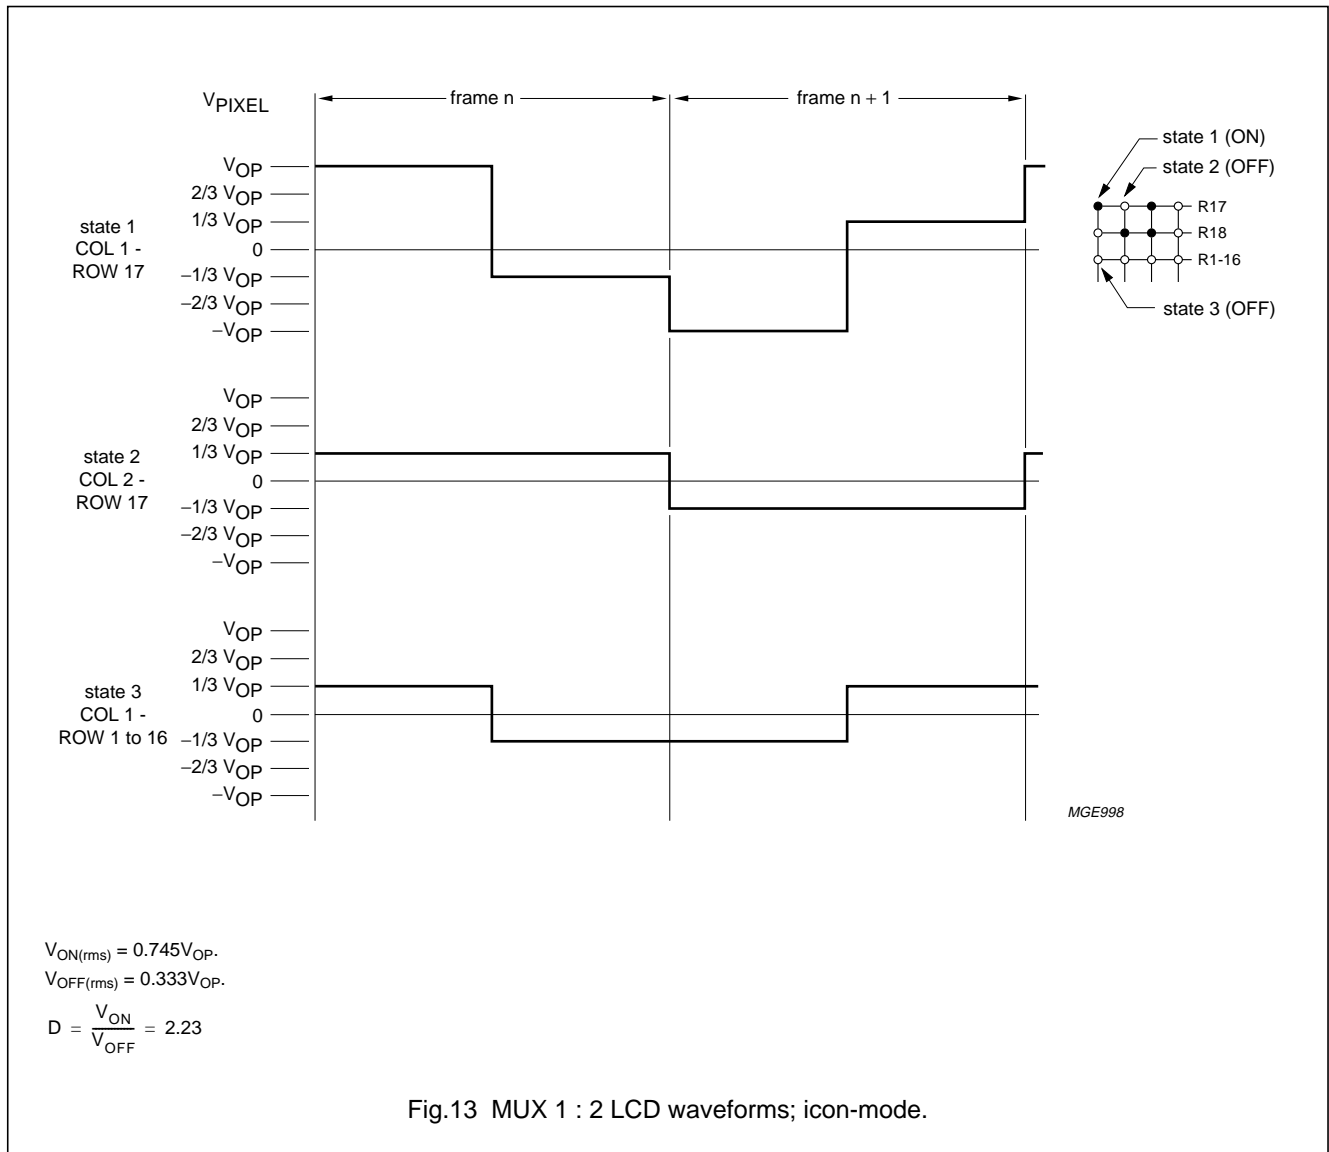 VPIXEL
frame n
frame n + 1
state 1 (ON)
state 2 (OFF)
R17
R18
R1-16
state 3 (OFF)
state 1
COL 1 -
ROW 17
VOP
2/3 VOP
1/3 VOP
0
−1/3 VOP
−2/3 VOP
−VOP
state 2
COL 2 -
ROW 17
VOP
2/3 VOP
1/3 VOP
0
−1/3 VOP
−2/3 VOP
−VOP
state 3
COL 1 -
ROW 1 to 16
VOP
2/3 VOP
1/3 VOP
0
−1/3 VOP
−2/3 VOP
−VOP
MGE998
VON(rms) = 0.745VOP.
VOFF(rms) = 0.333VOP.
D = VON / VOFF = 2.23
Fig.13 MUX 1 : 2 LCD waveforms; icon-mode.